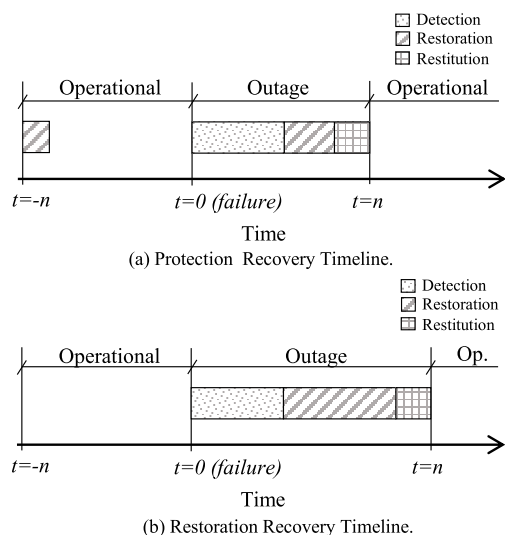 Detection
Restoration
Restitution
Operational Outage Operational
t=-n t=0 (failure) t=n
Time
(a) Protection Recovery Timeline.
Detection
Restoration
Restitution
Operational Outage Op.
t=-n t=0 (failure) t=n
Time
(b) Restoration Recovery Timeline.